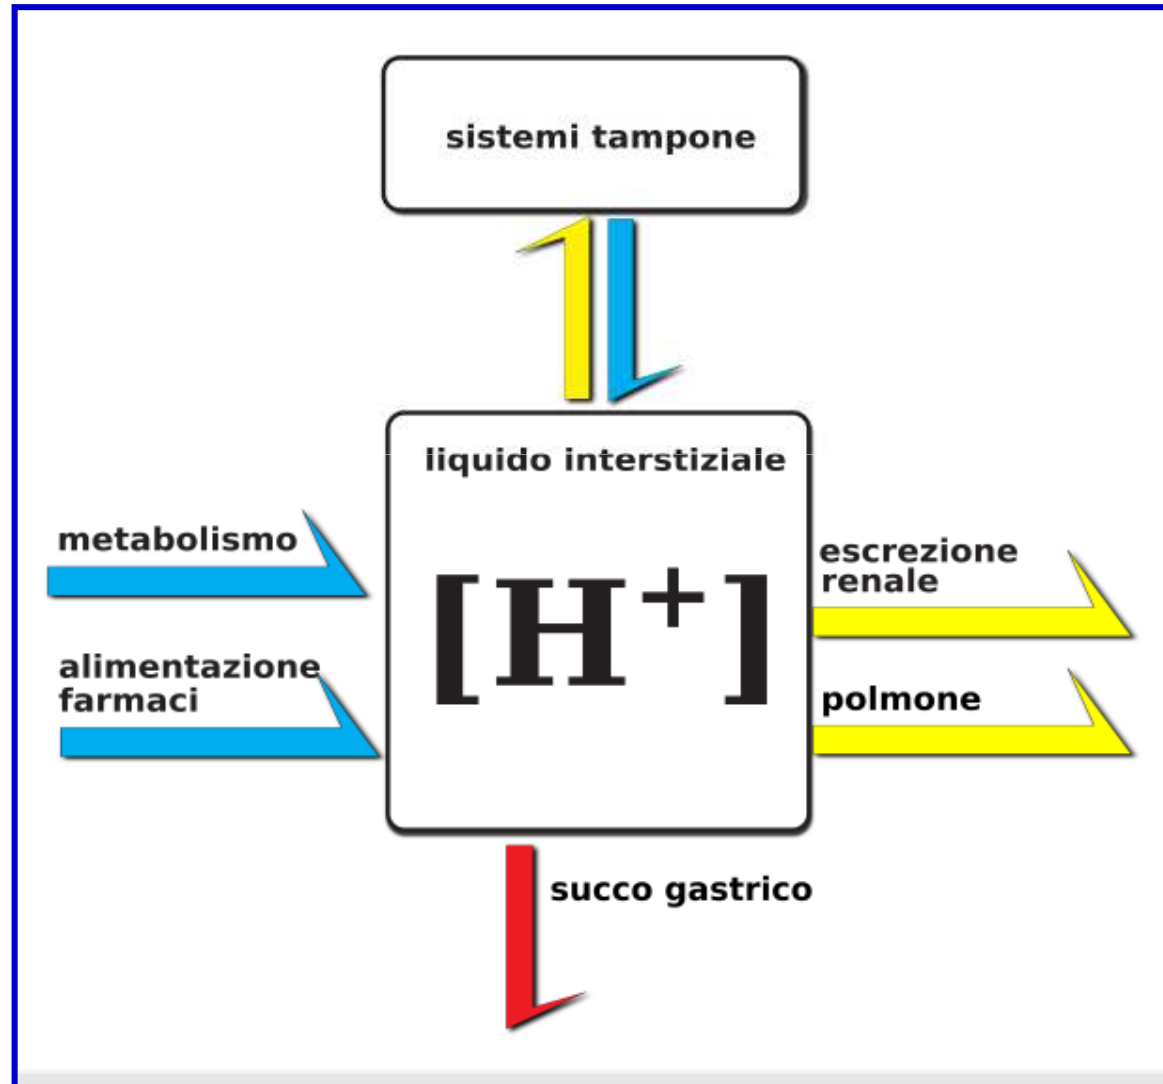 sistemi tampone
liquido interstiziale
[H⁺]
metabolismo
alimentazione
farmaci
escrezione
renale
polmone
succo gastrico